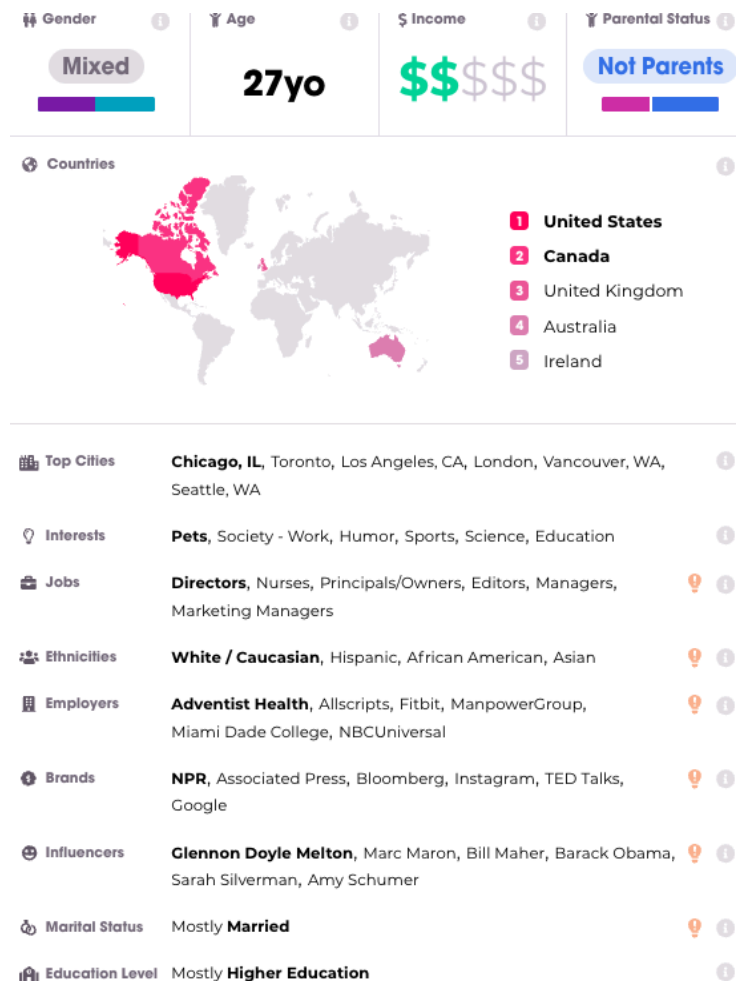 Gender
Age
$ Income
Parental Status
Mixed
27yo
$$$$$
Not Parents
Countries
1 United States
2 Canada
3 United Kingdom
4 Australia
5 Ireland
Top Cities
Chicago, IL, Toronto, Los Angeles, CA, London, Vancouver, WA,
Seattle, WA
Interests
Pets, Society - Work, Humor, Sports, Science, Education
Jobs
Directors, Nurses, Principals/Owners, Editors, Managers,
Marketing Managers
Ethnicities
White / Caucasian, Hispanic, African American, Asian
Employers
Adventist Health, Allscripts, Fitbit, ManpowerGroup,
Miami Dade College, NBCUniversal
Brands
NPR, Associated Press, Bloomberg, Instagram, TED Talks,
Google
Influencers
Glennon Doyle Melton, Marc Maron, Bill Maher, Barack Obama,
Sarah Silverman, Amy Schumer
Marital Status
Mostly Married
Education Level
Mostly Higher Education